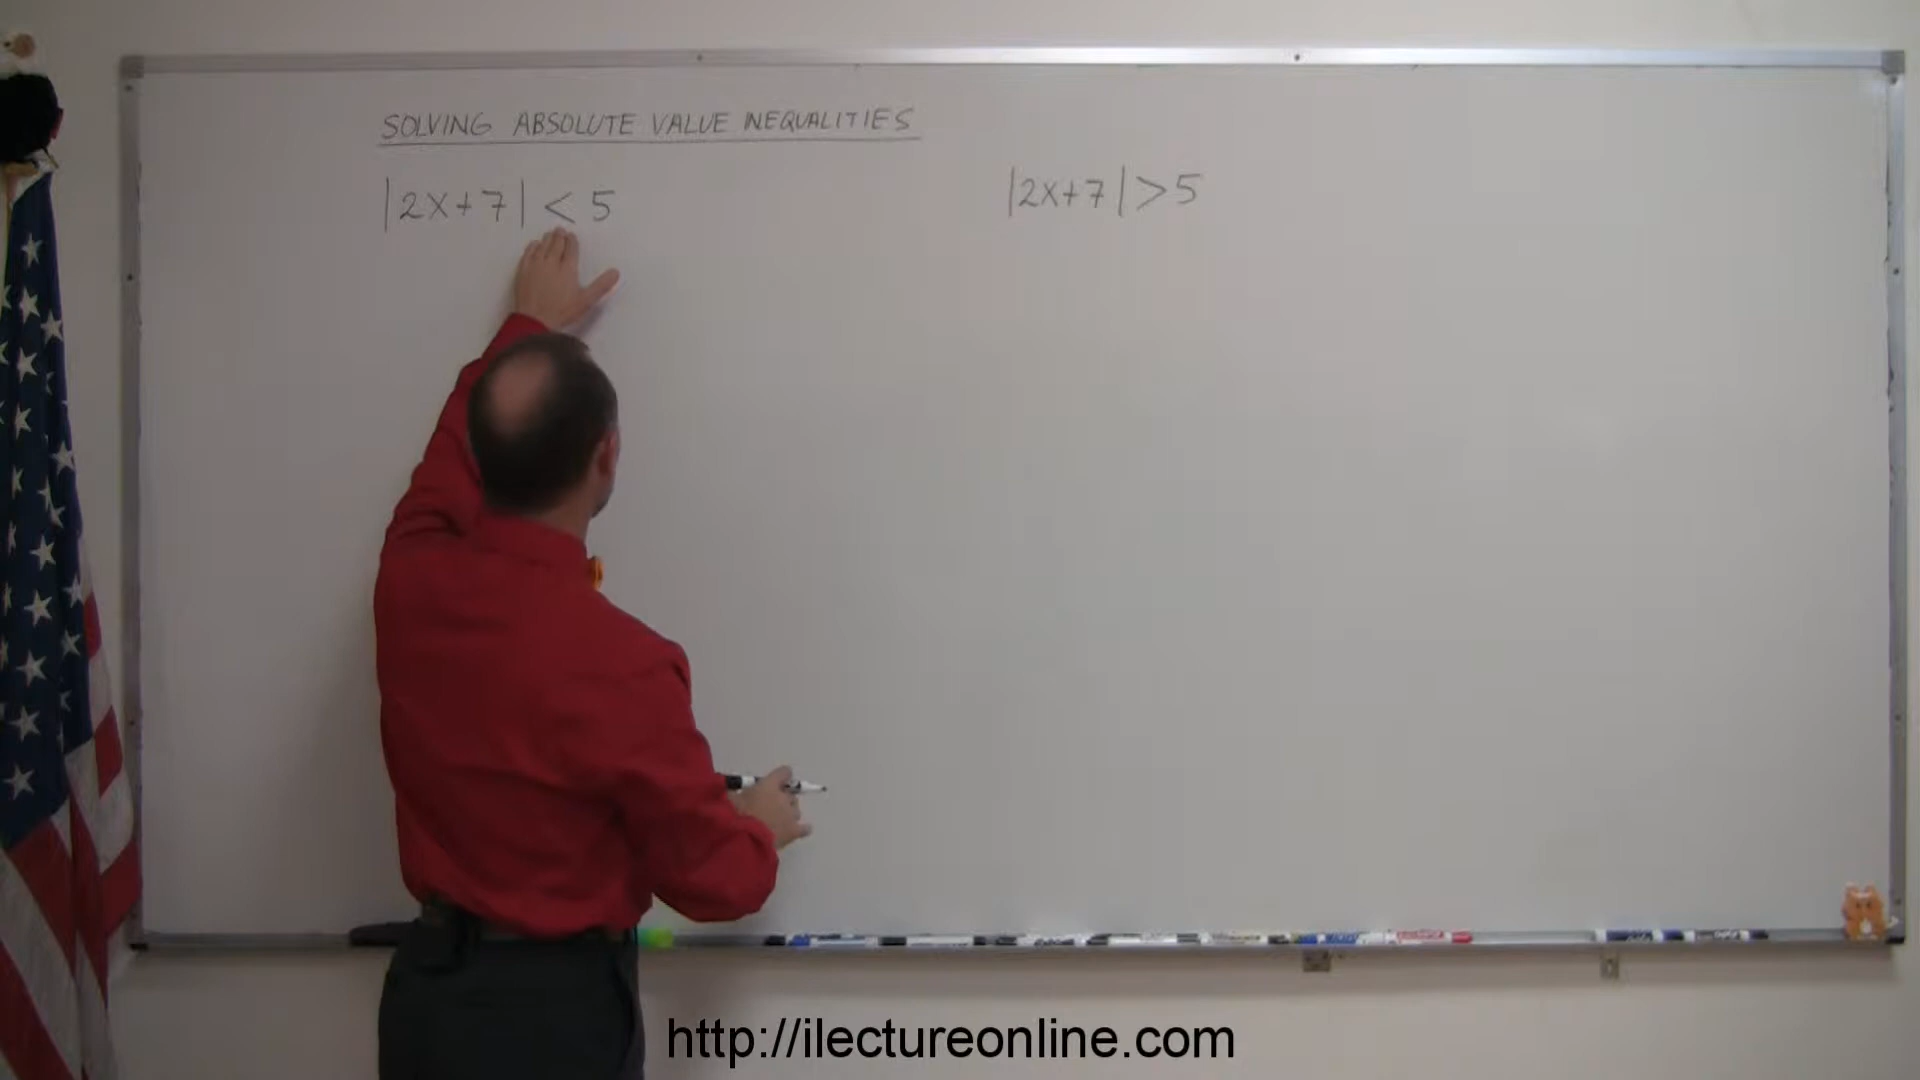 SOLVING ABSOLUTE VALUE INEQUALITIES
|2X+7| < 5
|2X+7| > 5
http://ilectureonline.com